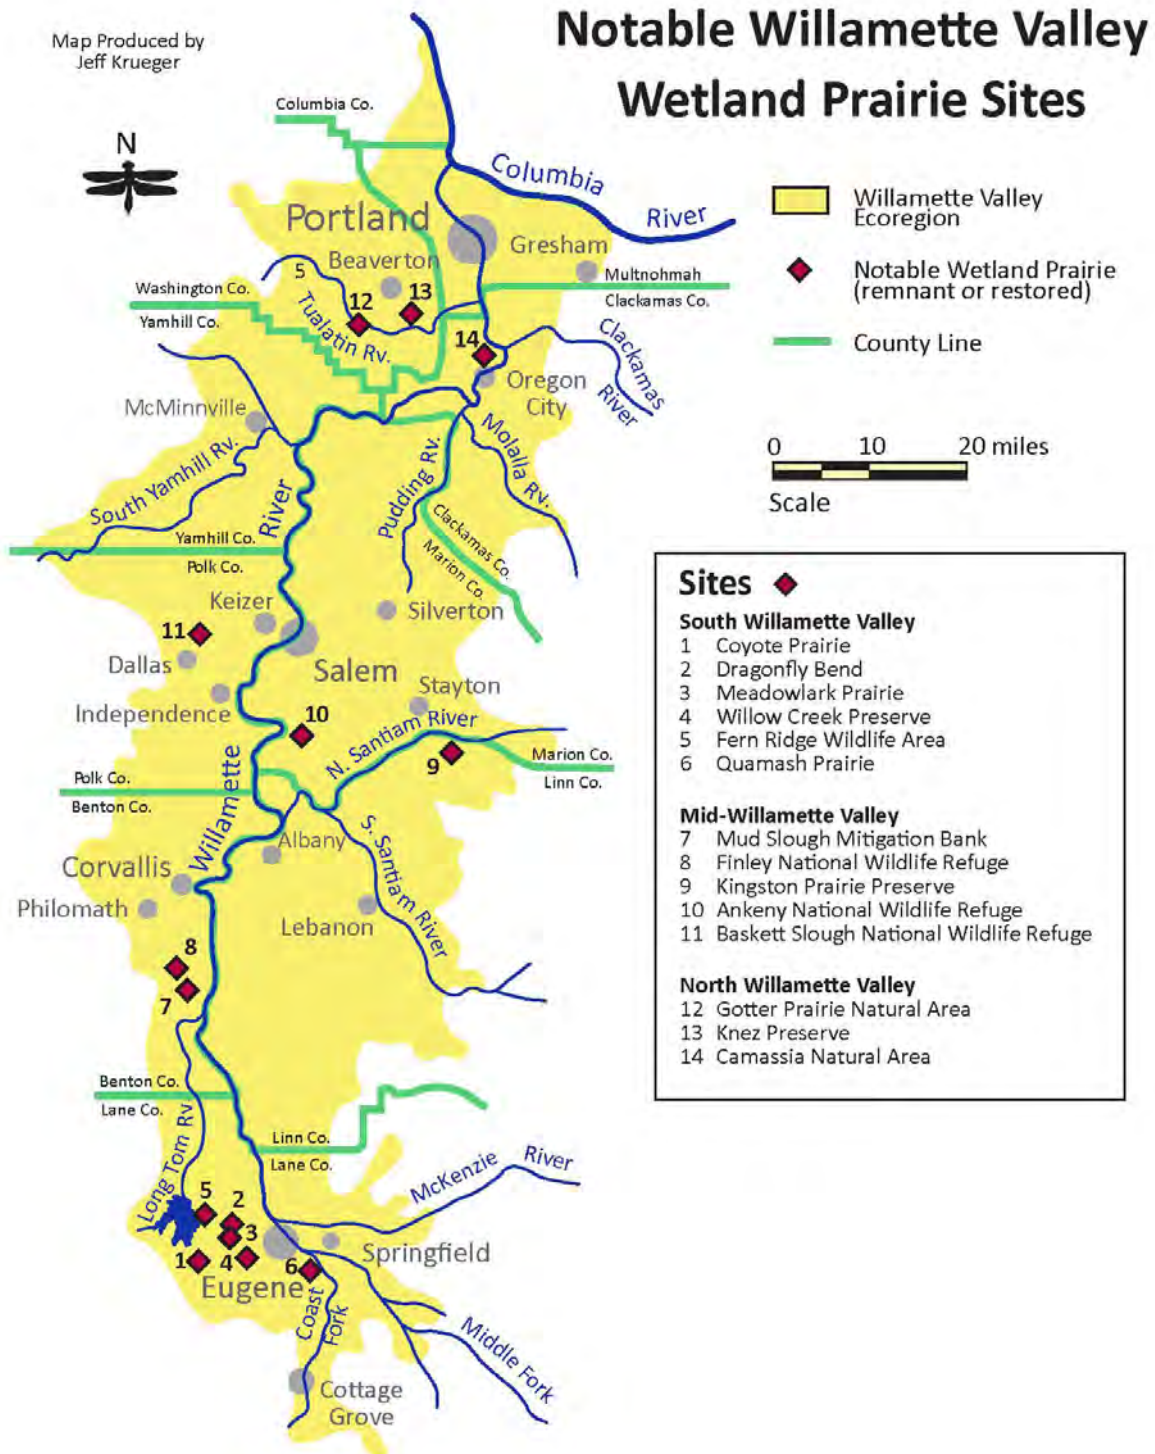 Notable Willamette Valley
Wetland Prairie Sites
Map Produced by
Jeff Krueger
N
Columbia Co.
Columbia
River
Portland
Gresham
Beaverton
Multnohmah
Clackamas Co.
Washington Co.
Yamhill Co.
5
12
13
Tualatin Rv.
14
Clackamas
River
Oregon
City
McMinnville
Molalla Rv.
Pudding Rv.
South Yamhill Rv.
River
Clackamas Co.
Marion Co.
Yamhill Co.
Polk Co.
Keizer
Silverton
11
Dallas
Salem
Stayton
Independence
10
N. Santiam River
9
Marion Co.
Linn Co.
Polk Co.
Benton Co.
Willamette
Albany
S. Santiam River
Corvallis
Philomath
Lebanon
8
7
Benton Co.
Lane Co.
Linn Co.
Lane Co.
Long Tom Rv
McKenzie River
5
2
3
1
4
6
Springfield
Eugene
Coast
Fork
Middle Fork
Cottage
Grove
Willamette Valley
Ecoregion
Notable Wetland Prairie
(remnant or restored)
County Line
0 10 20 miles
Scale
Sites
South Willamette Valley
1 Coyote Prairie
2 Dragonfly Bend
3 Meadowlark Prairie
4 Willow Creek Preserve
5 Fern Ridge Wildlife Area
6 Quamash Prairie
Mid-Willamette Valley
7 Mud Slough Mitigation Bank
8 Finley National Wildlife Refuge
9 Kingston Prairie Preserve
10 Ankeny National Wildlife Refuge
11 Baskett Slough National Wildlife Refuge
North Willamette Valley
12 Gotter Prairie Natural Area
13 Knez Preserve
14 Camassia Natural Area